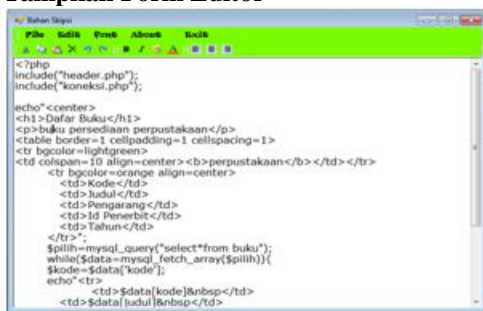 Tampilan Form Editor
Bahan Skipsi
File Edit Font About Exit
<?php
include("header.php");
include("koneksi.php");
echo"<center>
<h1>Dafar Buku</h1>
<p>buku persediaan perpustakaan</p>
<table border=1 cellpadding=1 cellspacing=1>
<tr bgcolor=lightgreen>
<td colspan=10 align=center><b>perpustakaan</b></td></tr>
<tr bgcolor=orange align=center>
<td>Kode</td>
<td>Judul</td>
<td>Pengarang</td>
<td>Id Penerbit</td>
<td>Tahun</td>
</tr>";
$pilih=mysql_query("select*from buku");
while($data=mysql_fetch_array($pilih)){
$kode=$data['kode'];
echo"<tr>
<td>$data[kode]&nbsp</td>
<td>$data[judul]&nbsp</td>